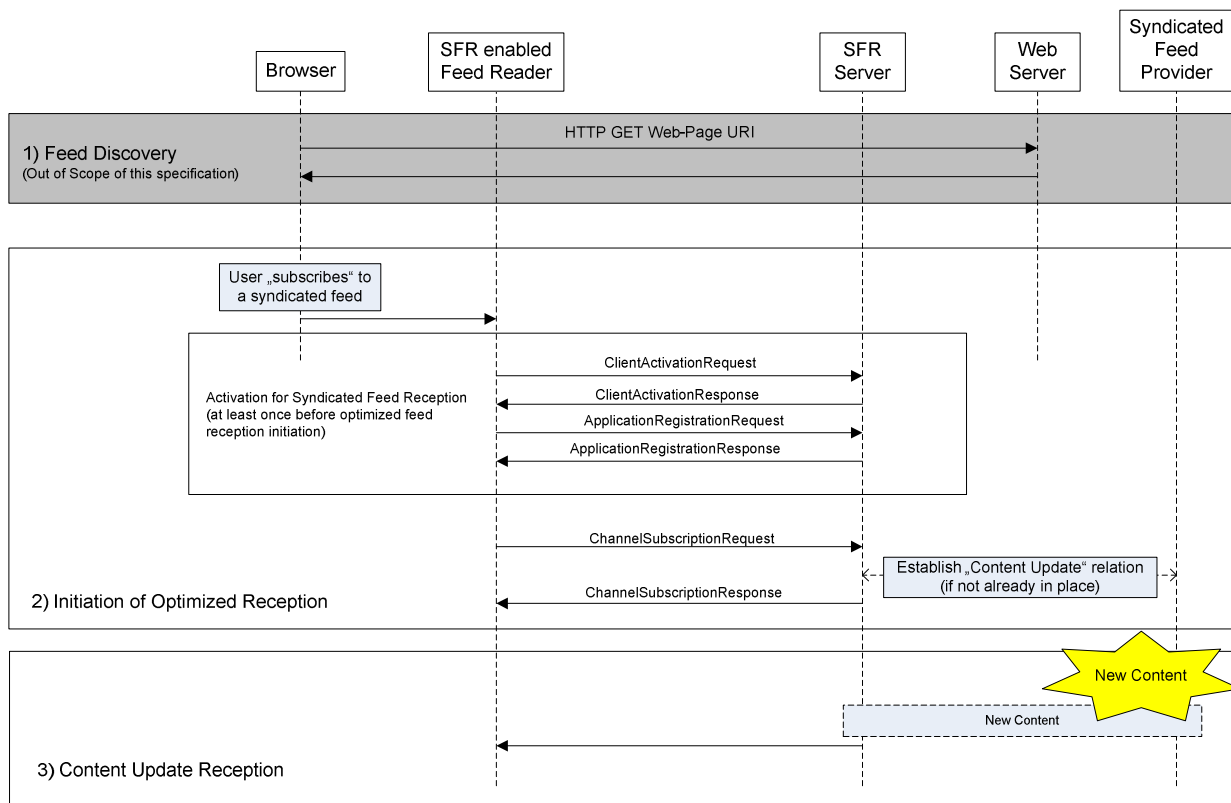 Browser
SFR enabled
Feed Reader
SFR
Server
Web
Server
Syndicated
Feed
Provider
HTTP GET Web-Page URI
1) Feed Discovery
(Out of Scope of this specification)
User „subscribes“ to
a syndicated feed
ClientActivationRequest
ClientActivationResponse
Activation for Syndicated Feed Reception
(at least once before optimized feed
reception initiation)
ApplicationRegistrationRequest
ApplicationRegistrationResponse
ChannelSubscriptionRequest
Establish „Content Update“ relation
(if not already in place)
ChannelSubscriptionResponse
2) Initiation of Optimized Reception
New Content
New Content
3) Content Update Reception